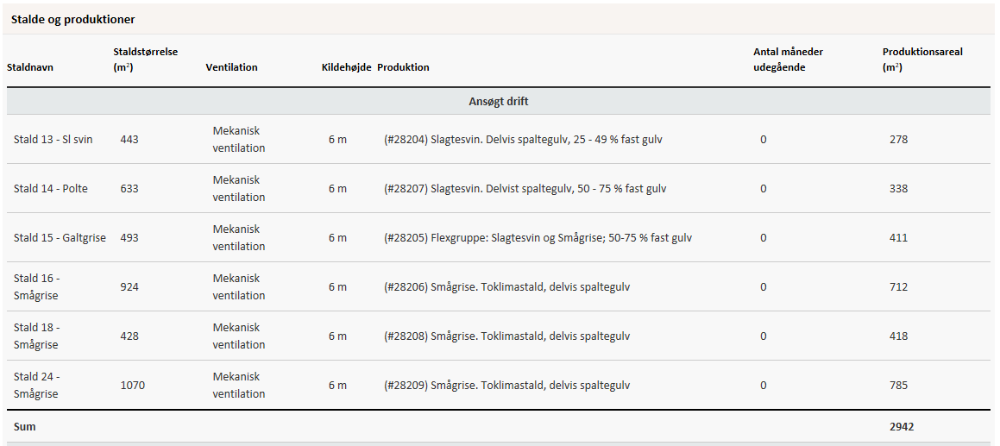 Stalde og produktioner
Staldnavn Staldstørrelse (m²) Ventilation Kildehøjde Produktion Antal måneder udegående Produktionsareal (m²)
Ansøgt drift
Stald 13 - Sl svin 443 Mekanisk ventilation 6 m (#28204) Slagtesvin. Delvis spaltegulv, 25 - 49 % fast gulv 0 278
Stald 14 - Polte 633 Mekanisk ventilation 6 m (#28207) Slagtesvin. Delvist spaltegulv, 50 - 75 % fast gulv 0 338
Stald 15 - Galtgrise 493 Mekanisk ventilation 6 m (#28205) Flexgruppe: Slagtesvin og Smågrise; 50-75 % fast gulv 0 411
Stald 16 - Smågrise 924 Mekanisk ventilation 6 m (#28206) Smågrise. Toklimastald, delvis spaltegulv 0 712
Stald 18 - Smågrise 428 Mekanisk ventilation 6 m (#28208) Smågrise. Toklimastald, delvis spaltegulv 0 418
Stald 24 - Smågrise 1070 Mekanisk ventilation 6 m (#28209) Smågrise. Toklimastald, delvis spaltegulv 0 785
Sum 2942